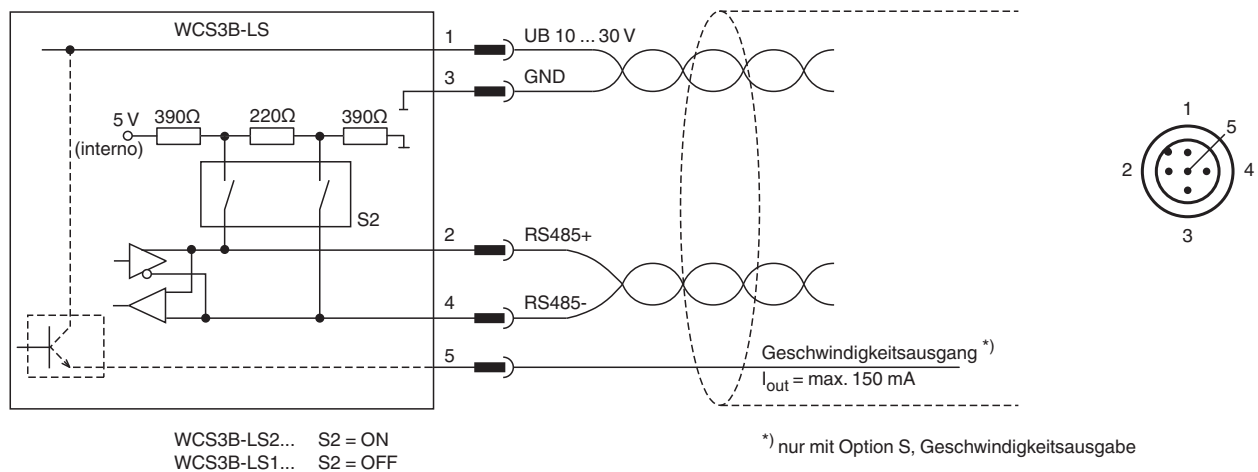 WCS3B-LS
1
UB 10 ... 30 V
3
GND
5 V
(interno)
390Ω
220Ω
390Ω
S2
2
RS485+
4
RS485-
5
Geschwindigkeitsausgang *)
Iout = max. 150 mA
1
5
2
4
3
WCS3B-LS2... S2 = ON
WCS3B-LS1... S2 = OFF
*) nur mit Option S, Geschwindigkeitsausgabe